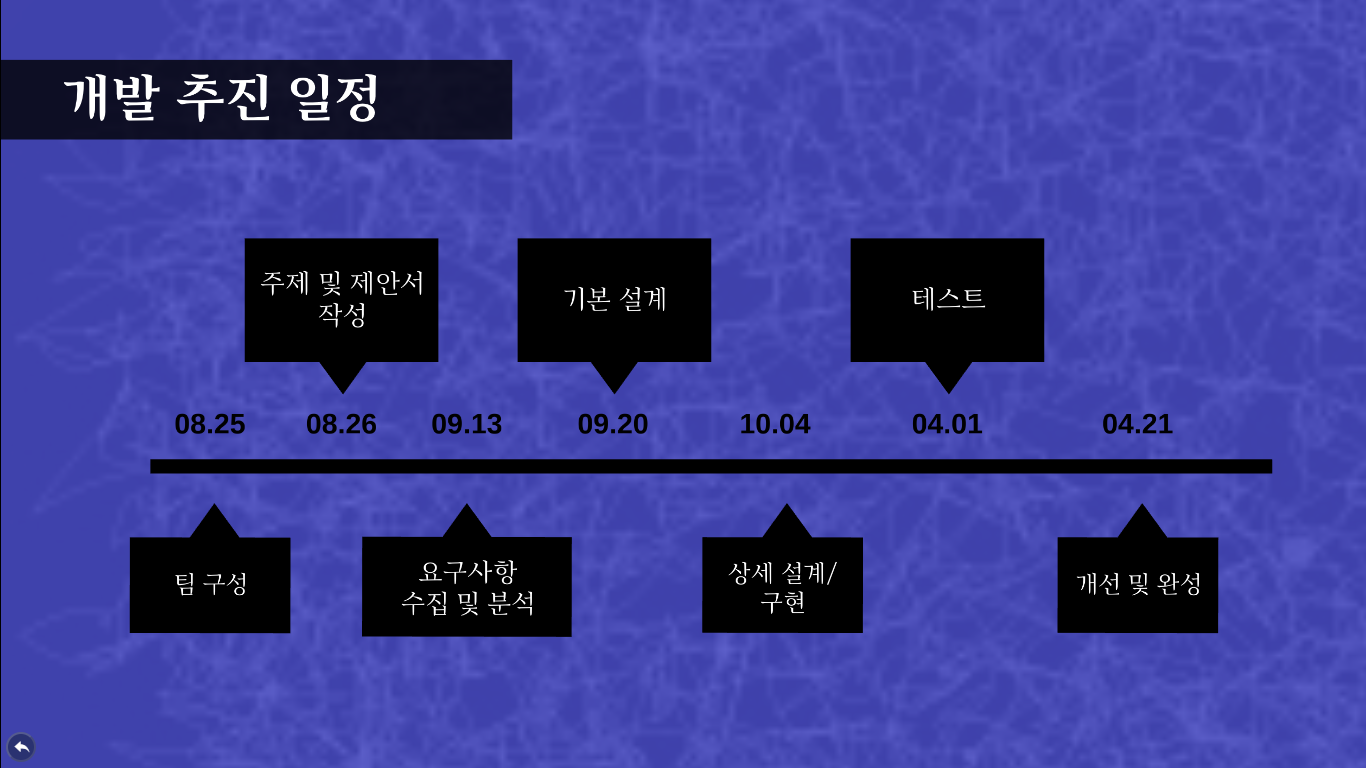 개발 추진 일정
주제 및 제안서
작성
기본 설계
테스트
08.25
08.26
09.13
09.20
10.04
04.01
04.21
팀 구성
요구사항
수집 및 분석
상세 설계/
구현
개선 및 완성